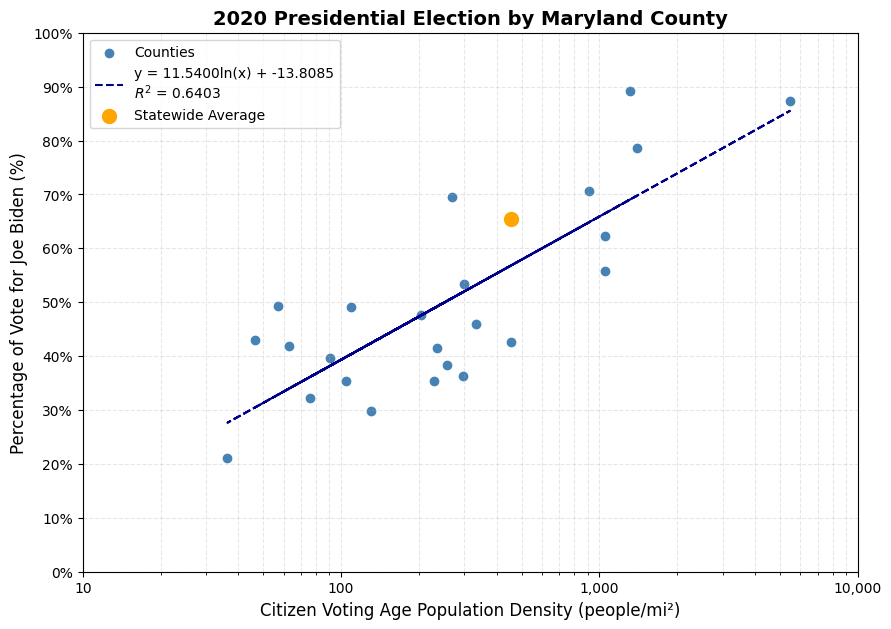 2020 Presidential Election by Maryland County
Counties
y = 11.5400ln(x) + -13.8085
R² = 0.6403
Statewide Average
100%
90%
80%
70%
60%
50%
40%
30%
20%
10%
0%
Percentage of Vote for Joe Biden (%)
10
100
1,000
10,000
Citizen Voting Age Population Density (people/mi²)